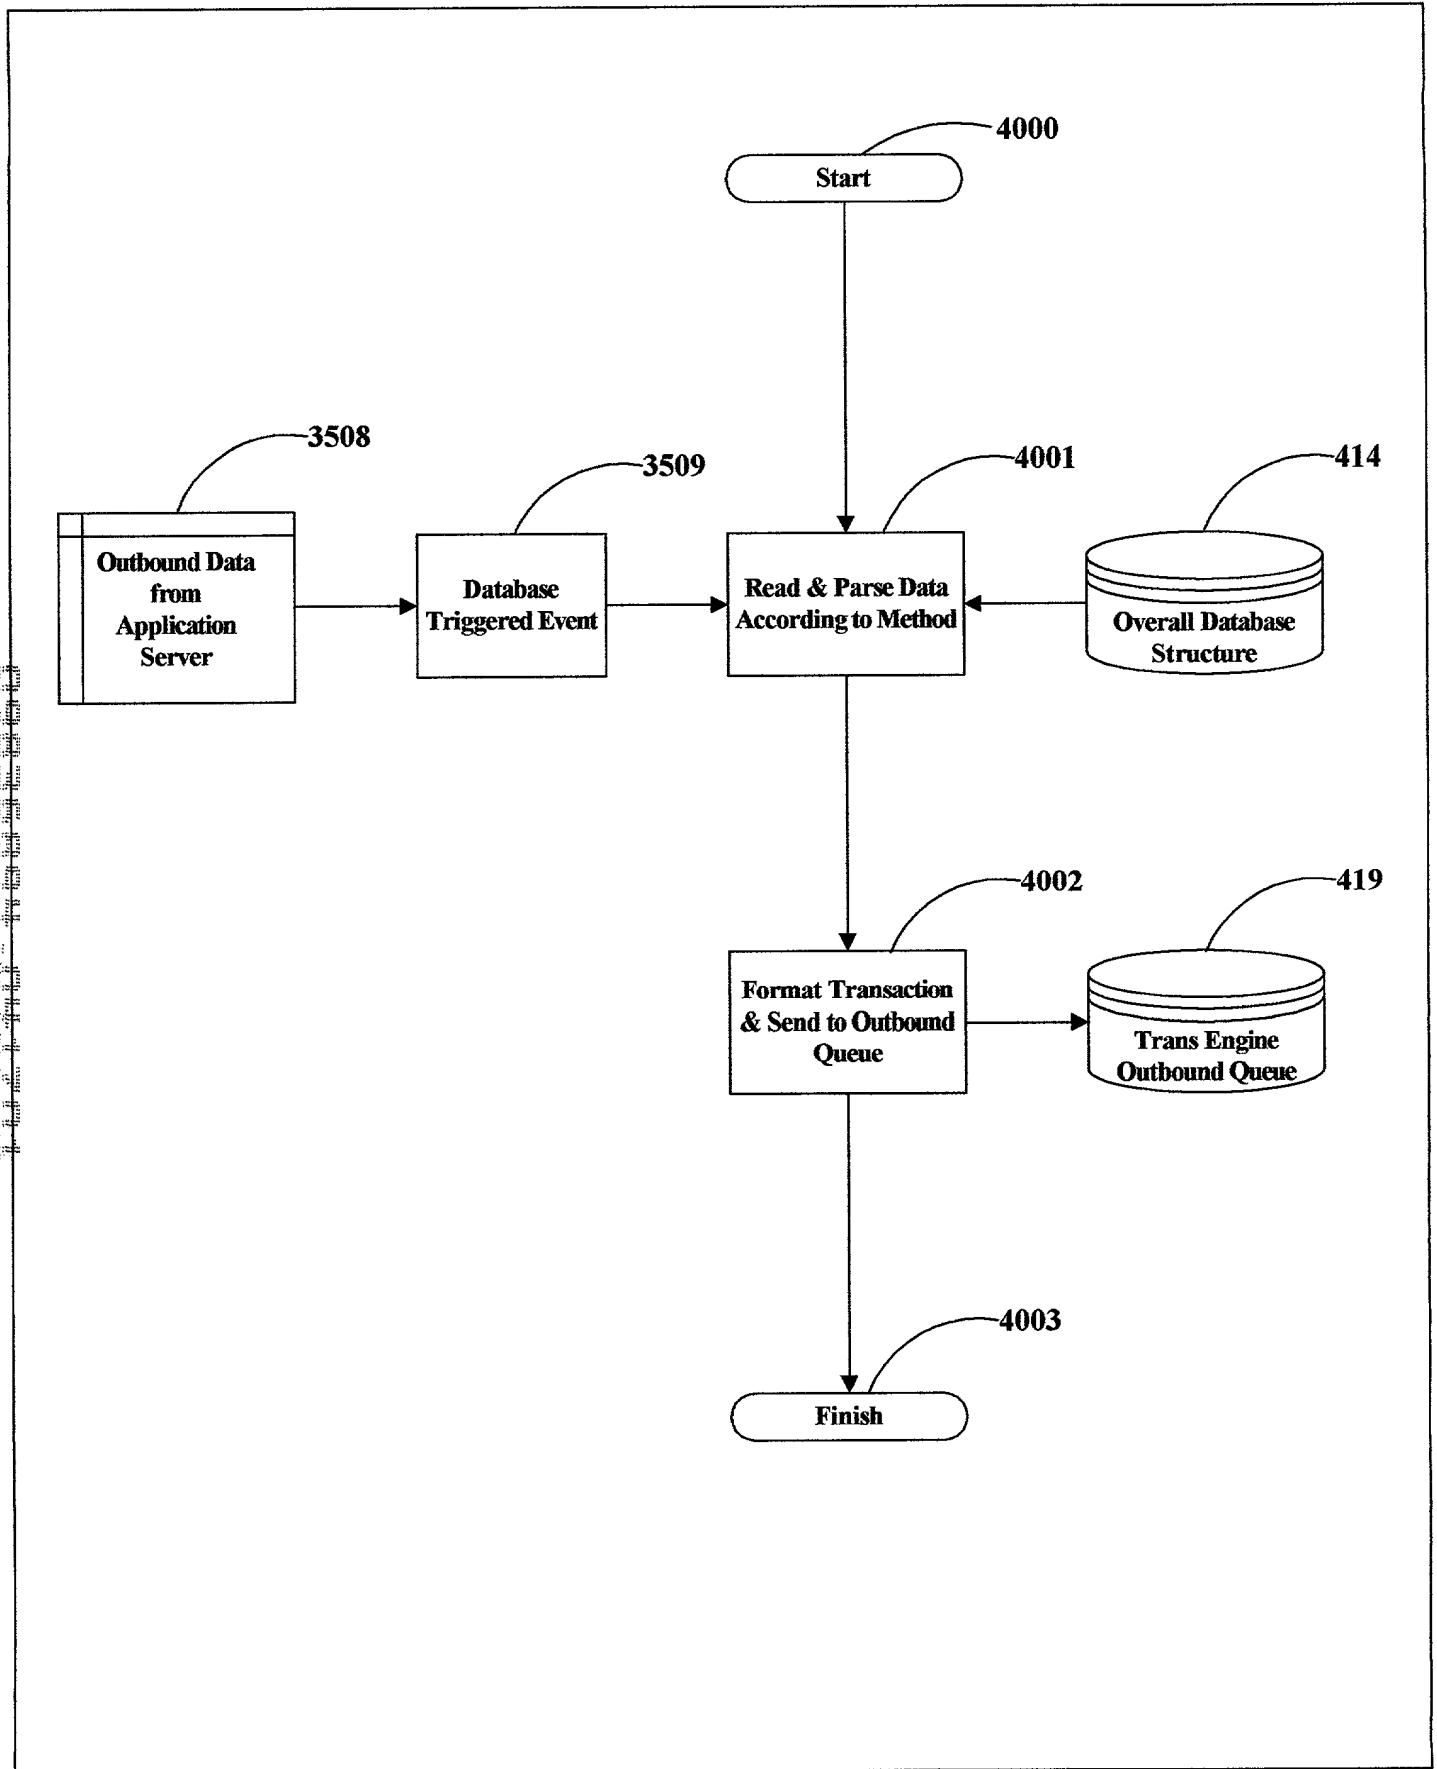 4000
Start
3508
3509
4001
414
Outbound Data
from
Application
Server
Database
Triggered Event
Read & Parse Data
According to Method
Overall Database
Structure
4002
419
Format Transaction
& Send to Outbound
Queue
Trans Engine
Outbound Queue
4003
Finish